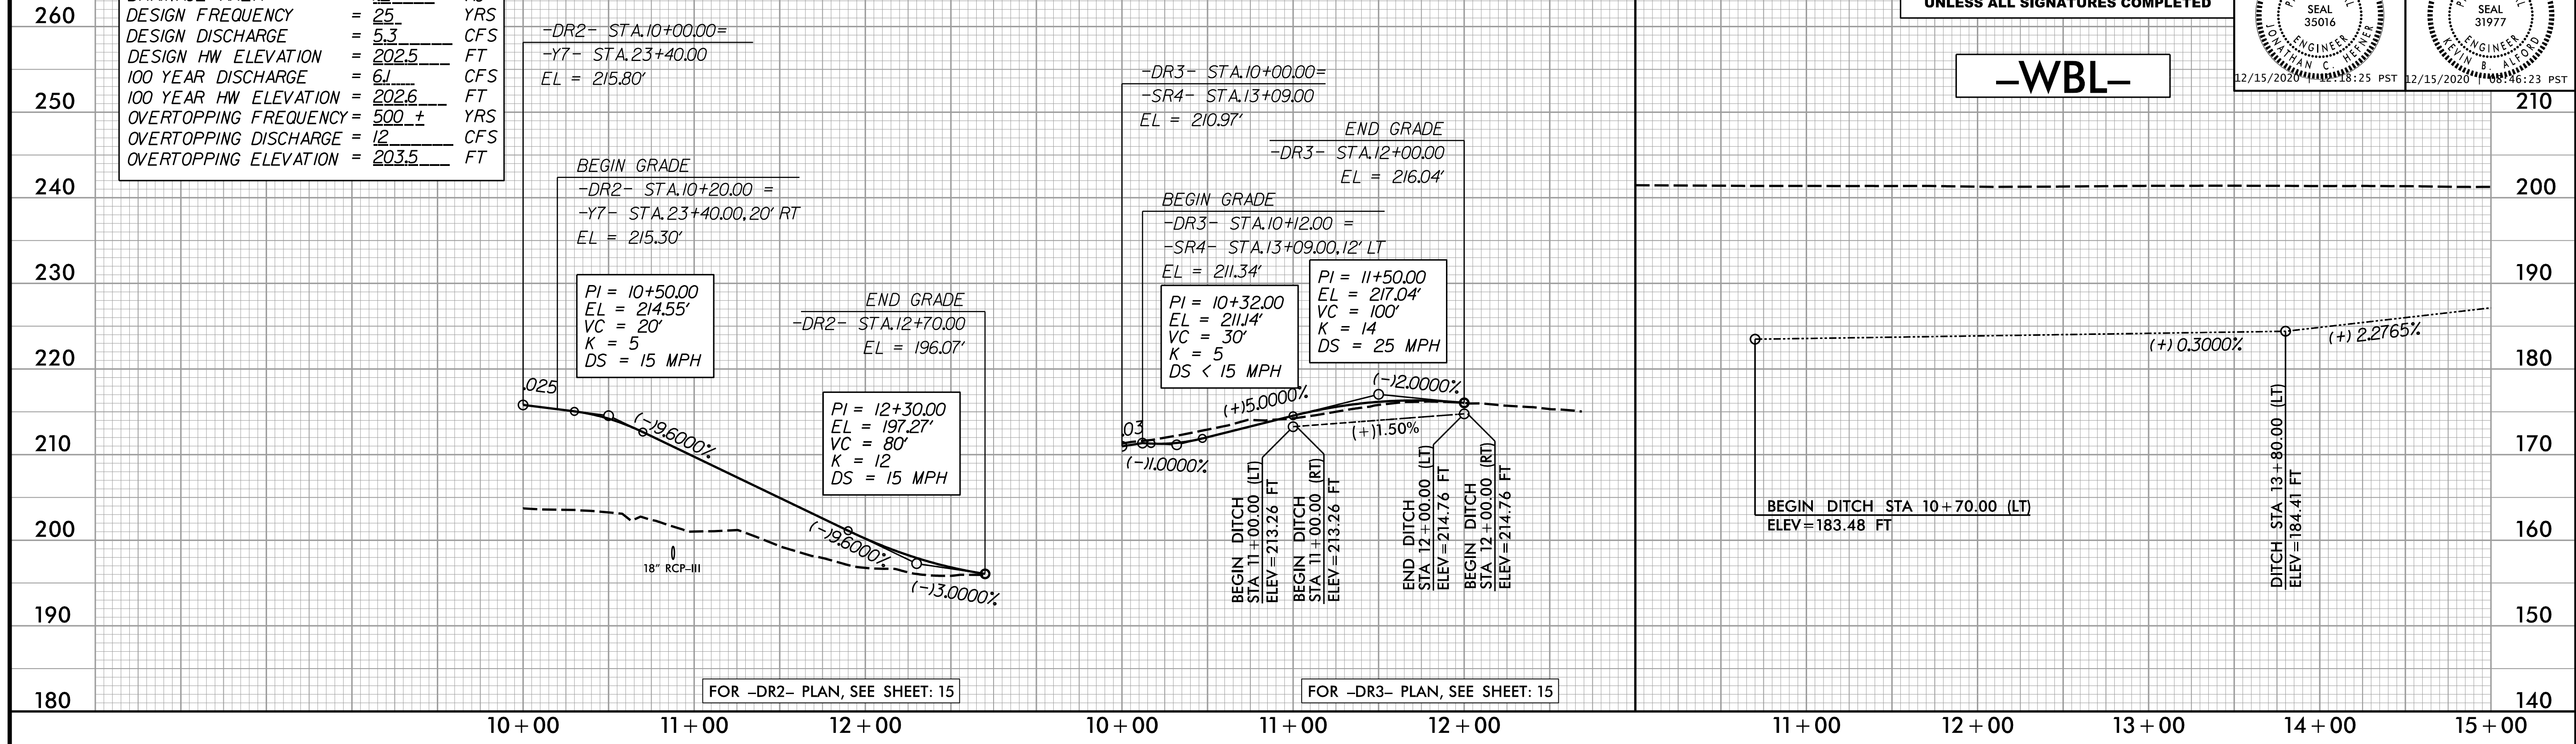 260
250
240
230
220
210
200
190
180
DESIGN FREQUENCY = 25 YRS
DESIGN DISCHARGE = 5.3 CFS
DESIGN HW ELEVATION = 202.5 FT
100 YEAR DISCHARGE = 6.1 CFS
100 YEAR HW ELEVATION = 202.6 FT
OVERTOPPING FREQUENCY = 500 + YRS
OVERTOPPING DISCHARGE = 12 CFS
OVERTOPPING ELEVATION = 203.5 FT
-DR2- STA.10+00.00=
-Y7- STA.23+40.00
EL = 215.80'
BEGIN GRADE
-DR2- STA.10+20.00 =
-Y7- STA.23+40.00,20' RT
EL = 215.30'
PI = 10+50.00
EL = 214.55'
VC = 20'
K = 5
DS = 15 MPH
END GRADE
-DR2- STA.12+70.00
EL = 196.07'
PI = 12+30.00
EL = 197.27'
VC = 80'
K = 12
DS = 15 MPH
.025
(-)9.6000%
(-)9.6000%
(-)3.0000%
18" RCP-III
FOR -DR2- PLAN, SEE SHEET: 15
10+00
11+00
12+00
-DR3- STA.10+00.00=
-SR4- STA.13+09.00
EL = 210.97'
END GRADE
-DR3- STA.12+00.00
EL = 216.04'
BEGIN GRADE
-DR3- STA.10+12.00 =
-SR4- STA.13+09.00,12' LT
EL = 211.34'
PI = 10+32.00
EL = 211.14'
VC = 30'
K = 5
DS < 15 MPH
PI = 11+50.00
EL = 217.04'
VC = 100'
K = 14
DS = 25 MPH
.03
(-)1.0000%
(+)5.0000%
(-)2.0000%
(+)1.50%
BEGIN DITCH
STA 11+00.00 (LT)
ELEV=213.26 FT
BEGIN DITCH
STA 11+00.00 (RT)
ELEV=213.26 FT
END DITCH
STA 12+00.00 (LT)
ELEV=214.76 FT
BEGIN DITCH
STA 12+00.00 (RT)
ELEV=214.76 FT
FOR -DR3- PLAN, SEE SHEET: 15
10+00
11+00
12+00
UNLESS ALL SIGNATURES COMPLETED
-WBL-
SEAL
35016
ENGINEER
JONATHAN C. HEFNER
12/15/2020 | 12:18:25 PST
SEAL
31977
ENGINEER
KEVIN B. ALFORD
12/15/2020 | 08:46:23 PST
BEGIN DITCH STA 10+70.00 (LT)
ELEV=183.48 FT
(+)0.3000%
(+) 2.2765%
DITCH STA 13+80.00 (LT)
ELEV=184.41 FT
210
200
190
180
170
160
150
140
11+00
12+00
13+00
14+00
15+00